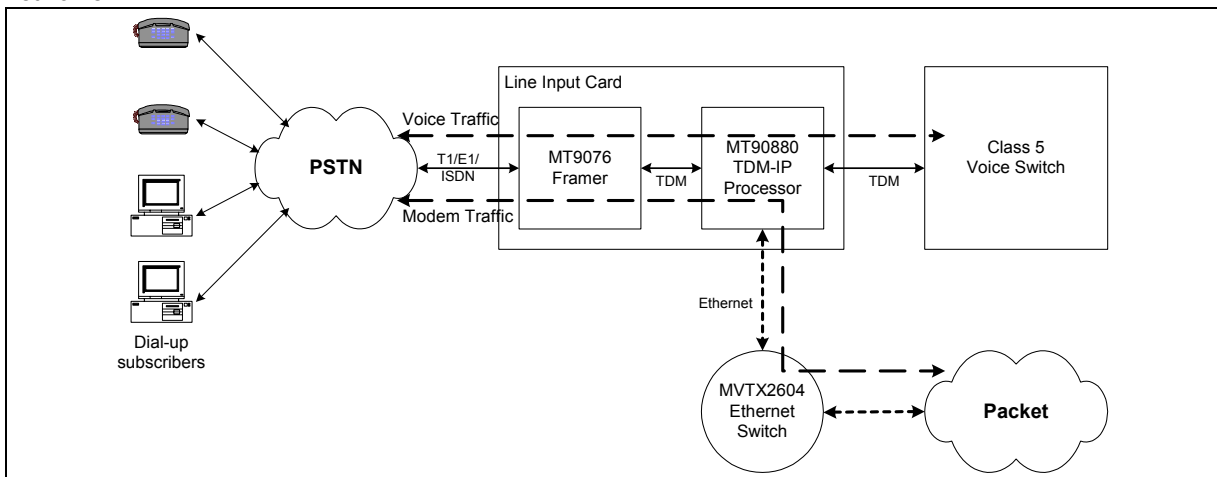 Line Input Card
Voice Traffic
PSTN
T1/E1/
ISDN
MT9076
Framer
TDM
MT90880
TDM-IP
Processor
TDM
Class 5
Voice Switch
Modem Traffic
Ethernet
Dial-up
subscribers
MVTX2604
Ethernet
Switch
Packet